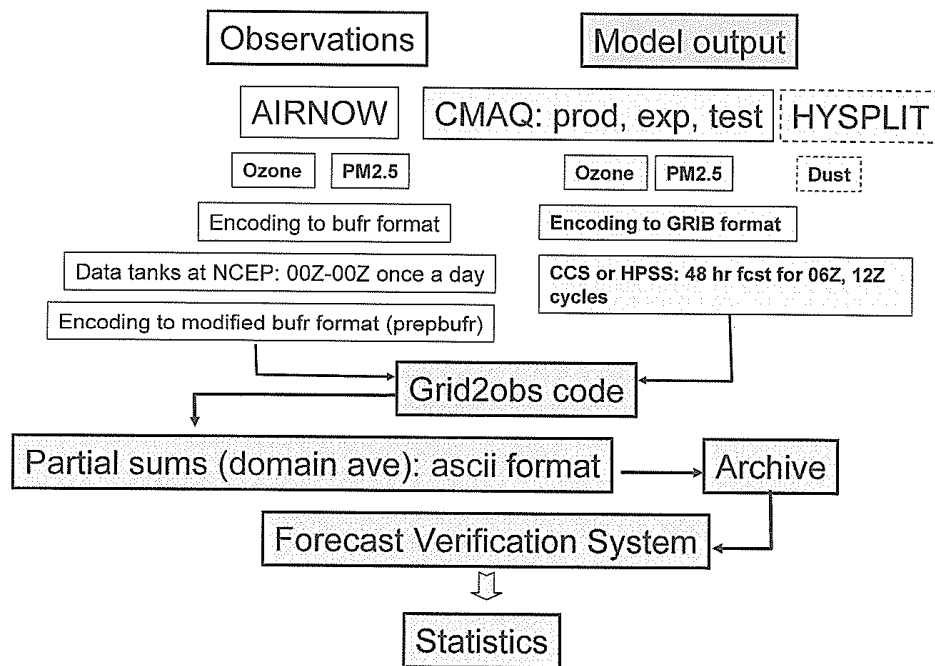 Observations
Model output
AIRNOW
CMAQ: prod, exp, test
HYSPLIT
Ozone
PM2.5
Ozone
PM2.5
Dust
Encoding to bufr format
Encoding to GRIB format
Data tanks at NCEP: 00Z-00Z once a day
CCS or HPSS: 48 hr fcst for 06Z, 12Z
cycles
Encoding to modified bufr format (prepbufr)
Grid2obs code
Partial sums (domain ave): ascii format
Archive
Forecast Verification System
Statistics